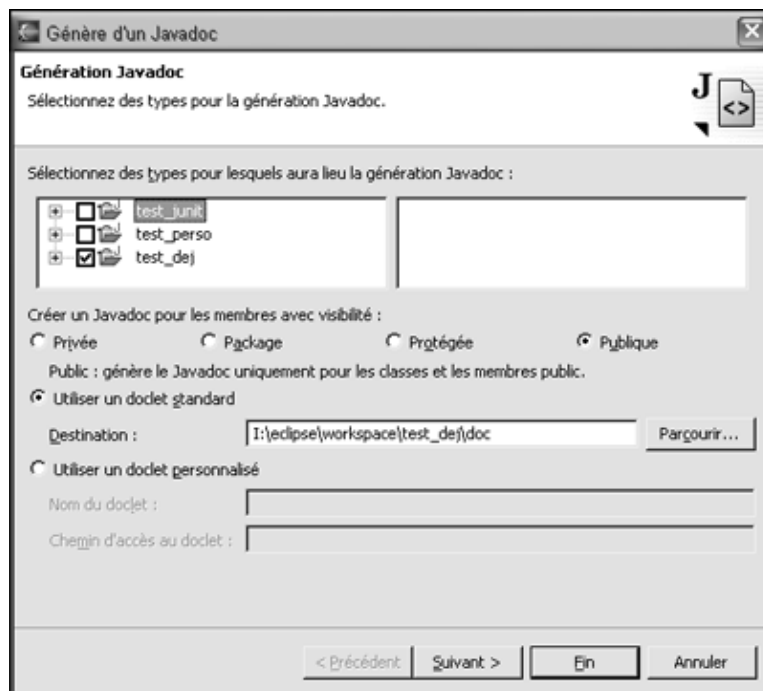 Génère d'un Javadoc
Génération Javadoc
Sélectionnez des types pour la génération Javadoc.
J
<>
Sélectionnez des types pour lesquels aura lieu la génération Javadoc :
test_junit
test_perso
test_dej
Créer un Javadoc pour les membres avec visibilité :
Privée Package Protégée Publique
Public : génère le Javadoc uniquement pour les classes et les membres public.
Utiliser un doclet standard
Destination : I:\eclipse\workspace\test_dej\doc Parcourir...
Utiliser un doclet personnalisé
Nom du doclet :
Chemin d'accès au doclet :
< Précédent Suivant > Fin Annuler